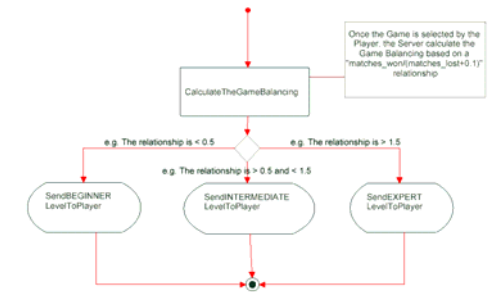 Once the Game is selected by the
Player, the Server calculate the
Game Balancing based on a
"matches_won/(matches_lost+0.1)"
relationship
CalculateTheGameBalancing
e.g. The relationship is < 0.5
e.g. The relationship is > 1.5
e.g. The relationship is > 0.5 and < 1.5
SendBEGINNER
LevelToPlayer
SendINTERMEDIATE
LevelToPlayer
SendEXPERT
LevelToPlayer